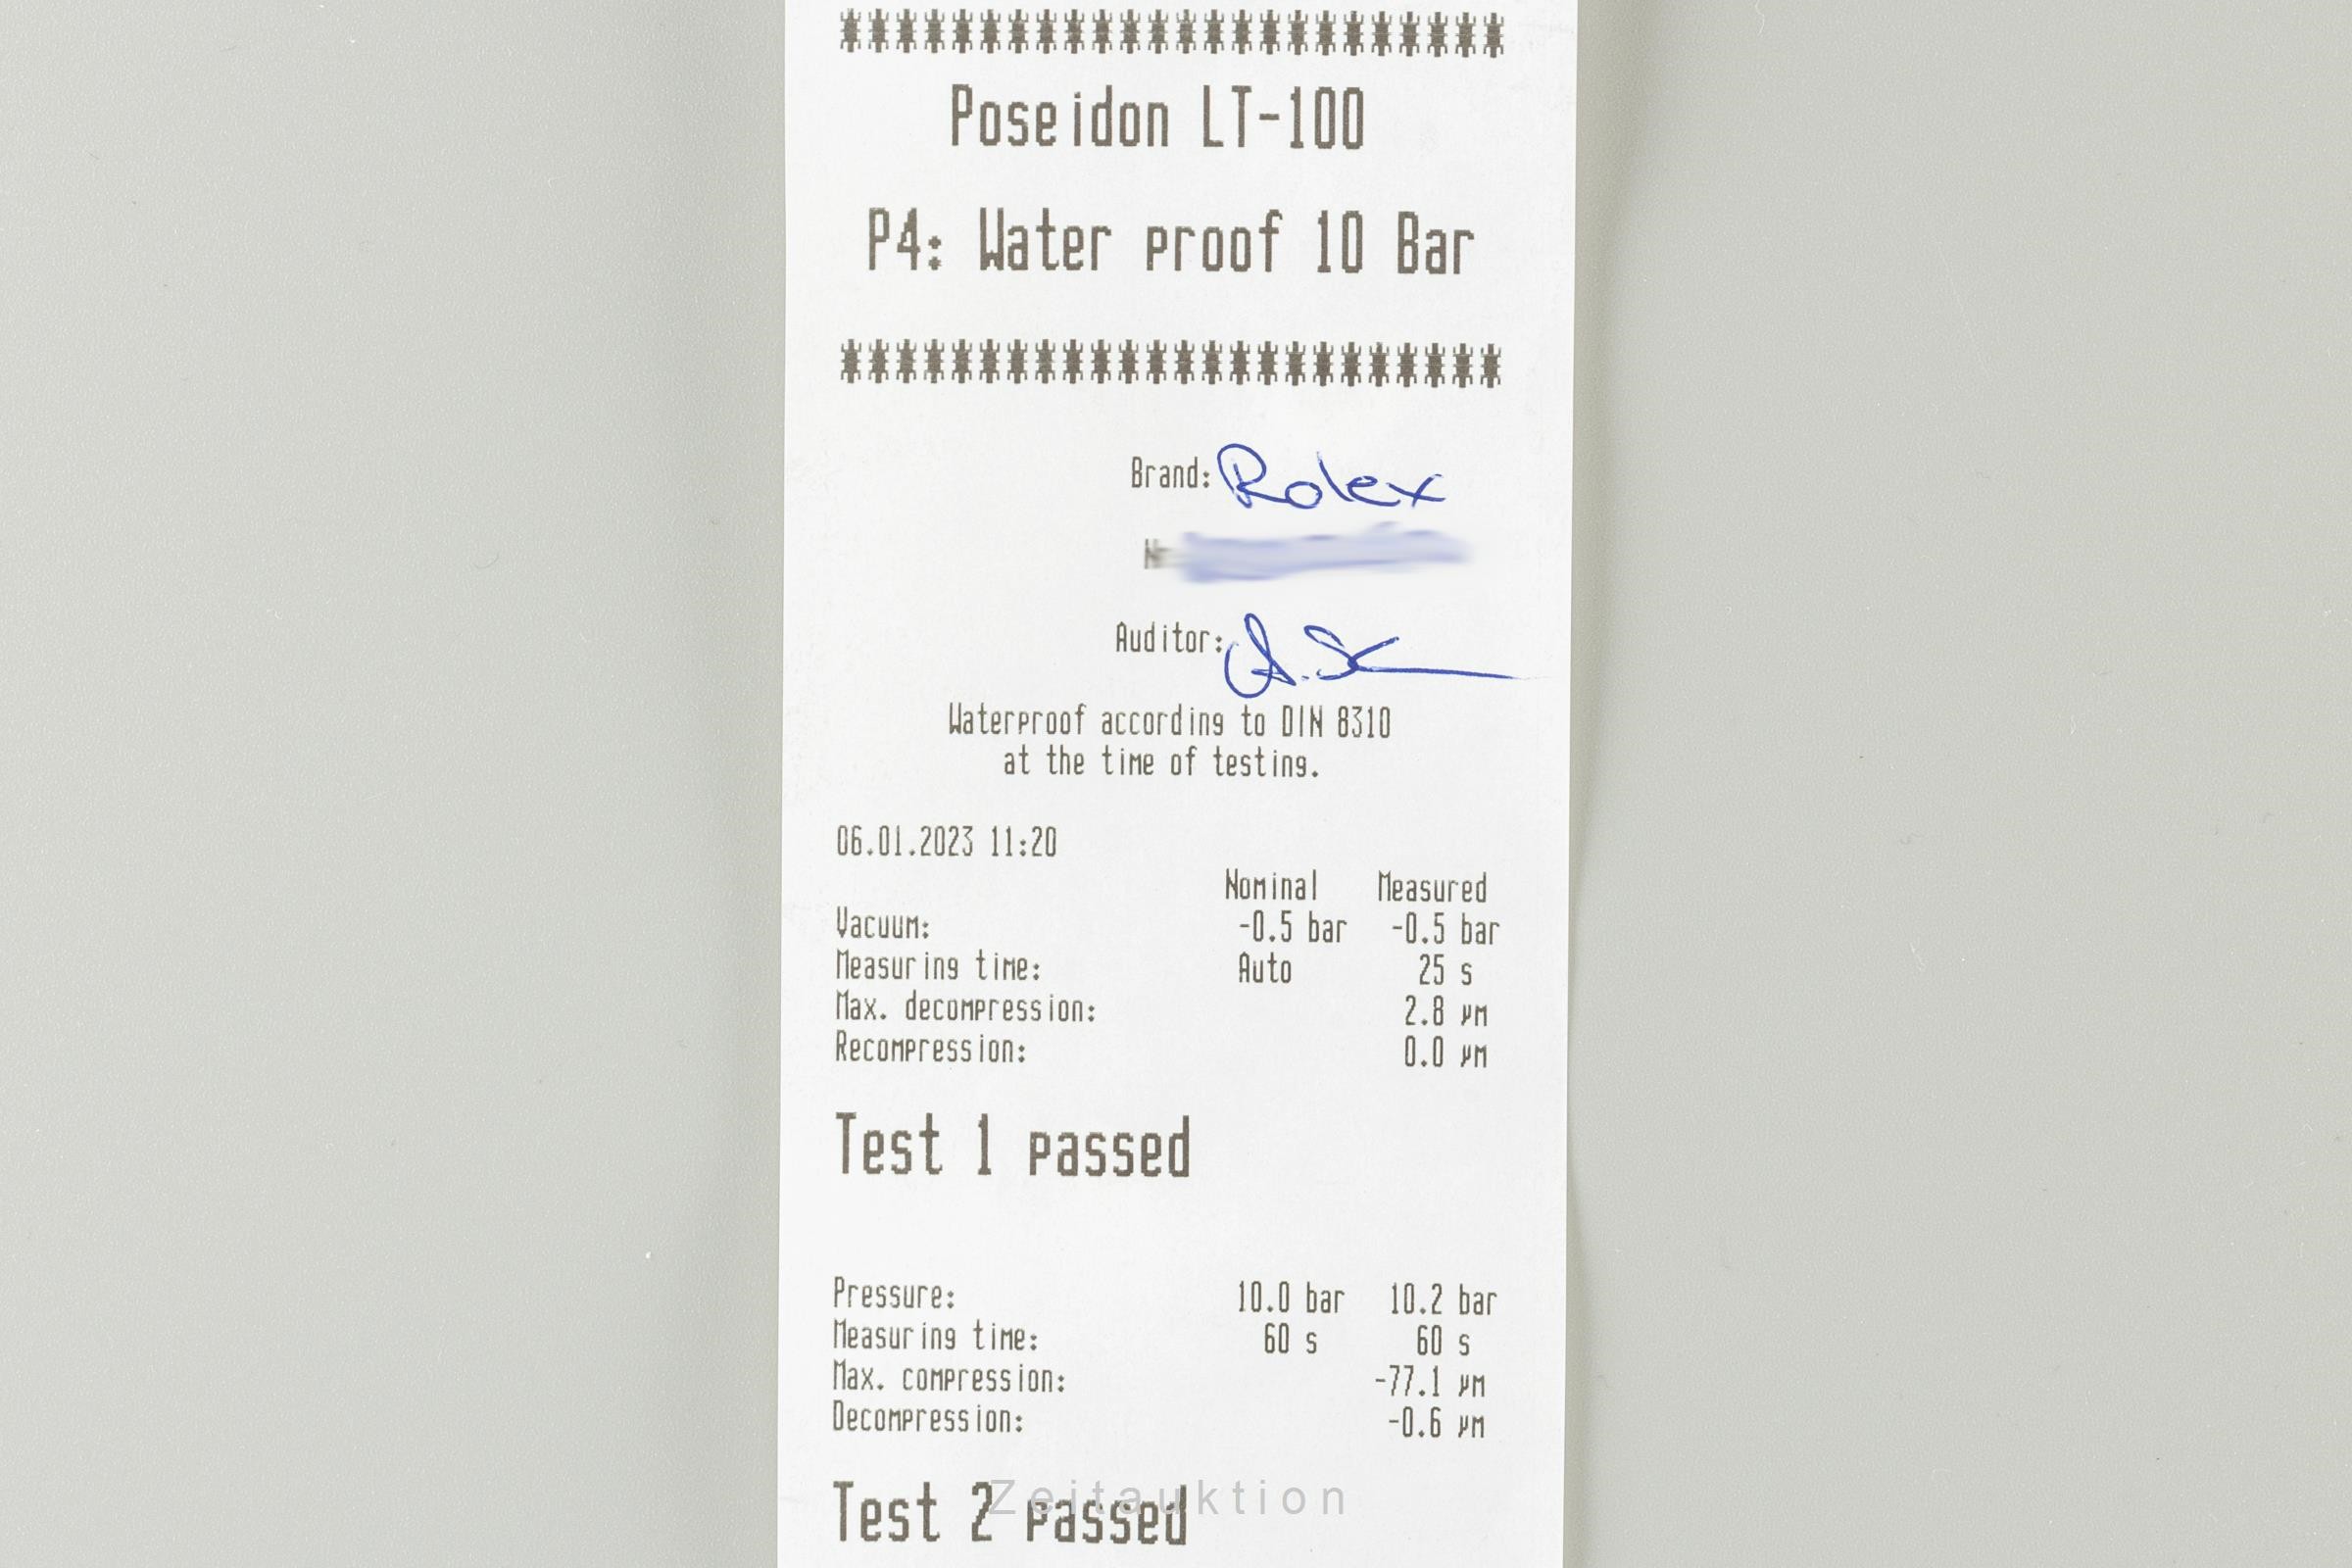 ************************
Poseidon LT-100
P4: Water proof 10 Bar
************************
Brand: Rolex
Auditor:
Waterproof according to DIN 8310
at the time of testing.
06.01.2023 11:20
Nominal Measured
Vacuum: -0.5 bar -0.5 bar
Measuring time: Auto 25 s
Max. decompression: 2.8 µm
Recompression: 0.0 µm
Test 1 passed
Pressure: 10.0 bar 10.2 bar
Measuring time: 60 s 60 s
Max. compression: -77.1 µm
Decompression: -0.6 µm
Test 2 passed
Zeitauktion